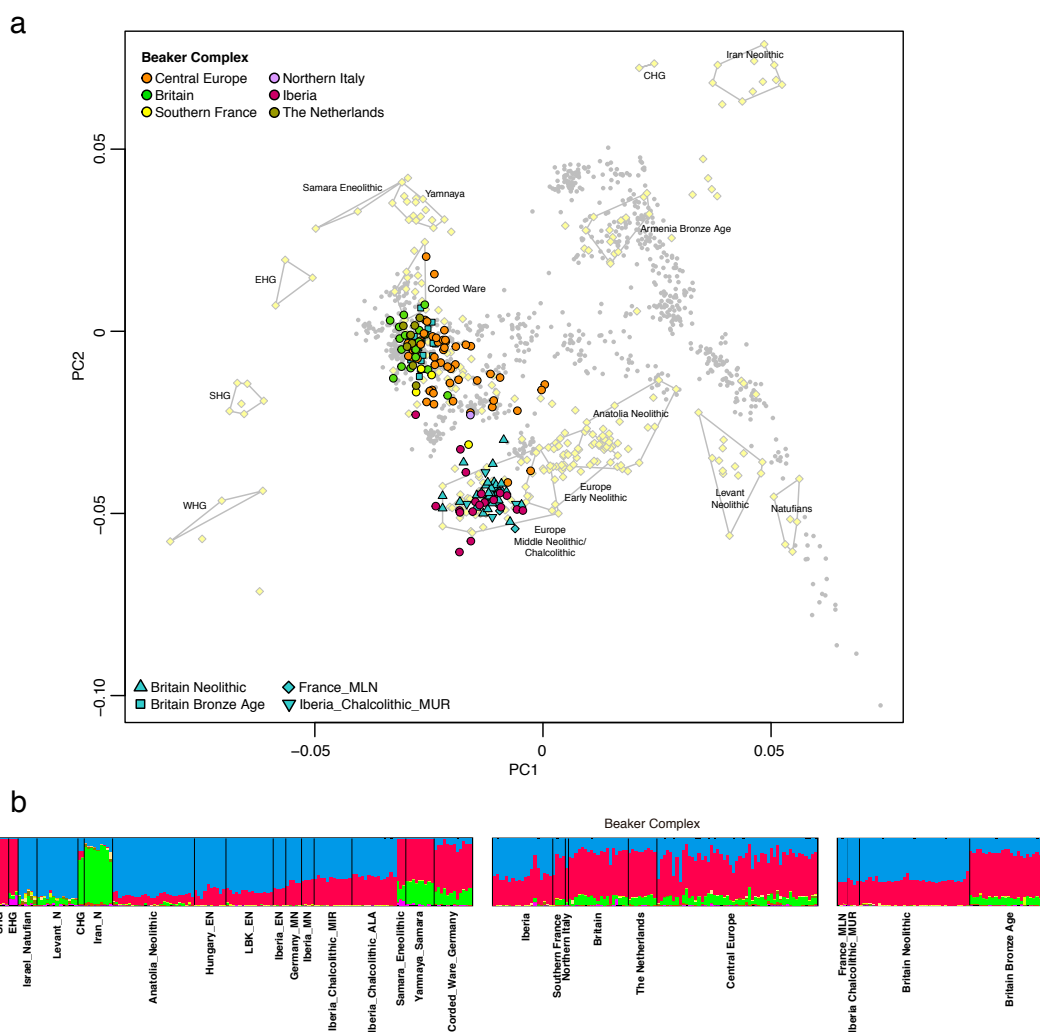 a
Beaker Complex
Central Europe
Northern Italy
Britain
Iberia
Southern France
The Netherlands
Iran Neolithic
CHG
Samara Eneolithic
Yamnaya
Armenia Bronze Age
EHG
Corded Ware
SHG
Anatolia Neolithic
WHG
Europe
Early Neolithic
Levant
Neolithic
Natufians
Europe
Middle Neolithic/
Chalcolithic
Britain Neolithic
France_MLN
Britain Bronze Age
Iberia_Chalcolithic_MUR
0.05
0
−0.05
−0.10
PC2
−0.05
0
0.05
PC1
b
Beaker Complex
EHG
Israel_Natufian
Levant_N
CHG
Iran_N
Anatolia_Neolithic
Hungary_EN
LBK_EN
Iberia_EN
Germany_MN
Iberia_MN
Iberia_Chalcolithic_MIR
Iberia_Chalcolithic_ALA
Samara_Eneolithic
Yamnaya_Samara
Corded_Ware_Germany
Iberia
Southern France
Northern Italy
Britain
The Netherlands
Central Europe
France_MLN
Iberia Chalcolithic_MUR
Britain Neolithic
Britain Bronze Age